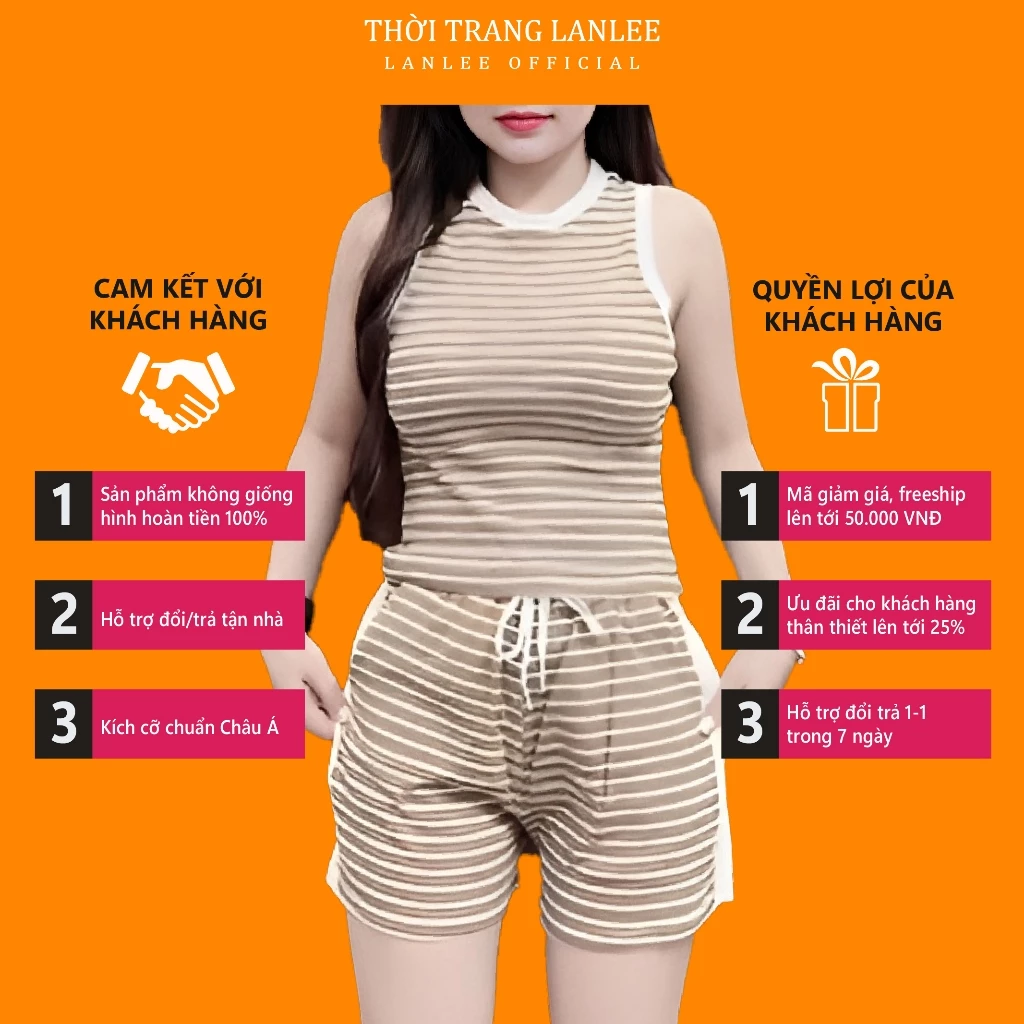 THỜI TRANG LANLEE
LANLEE OFFICIAL
CAM KẾT VỚI
KHÁCH HÀNG
1
Sản phẩm không giống
hình hoàn tiền 100%
2
Hỗ trợ đổi/trả tận nhà
3
Kích cỡ chuẩn Châu Á
QUYỀN LỢI CỦA
KHÁCH HÀNG
1
Mã giảm giá, freeship
lên tới 50.000 VNĐ
2
Ưu đãi cho khách hàng
thân thiết lên tới 25%
3
Hỗ trợ đổi trả 1-1
trong 7 ngày